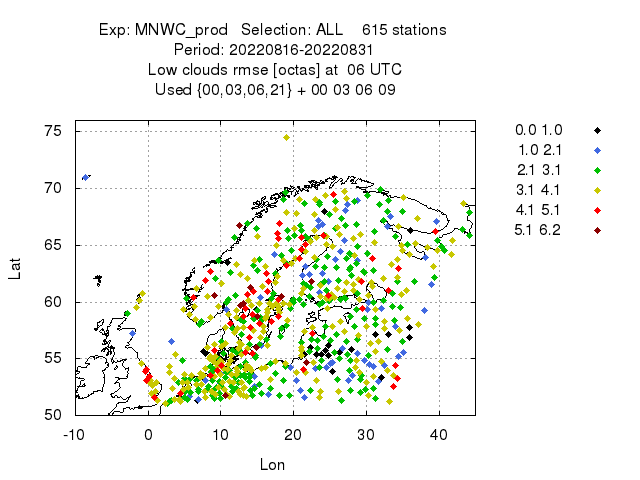 Exp: MNWC_prod   Selection: ALL    615 stations
Period: 20220816-20220831
Low clouds rmse [octas] at  06 UTC
Used {00,03,06,21} + 00 03 06 09
0.0 1.0
1.0 2.1
2.1 3.1
3.1 4.1
4.1 5.1
5.1 6.2
75
70
65
60
55
50
Lat
-10 0 10 20 30 40
Lon